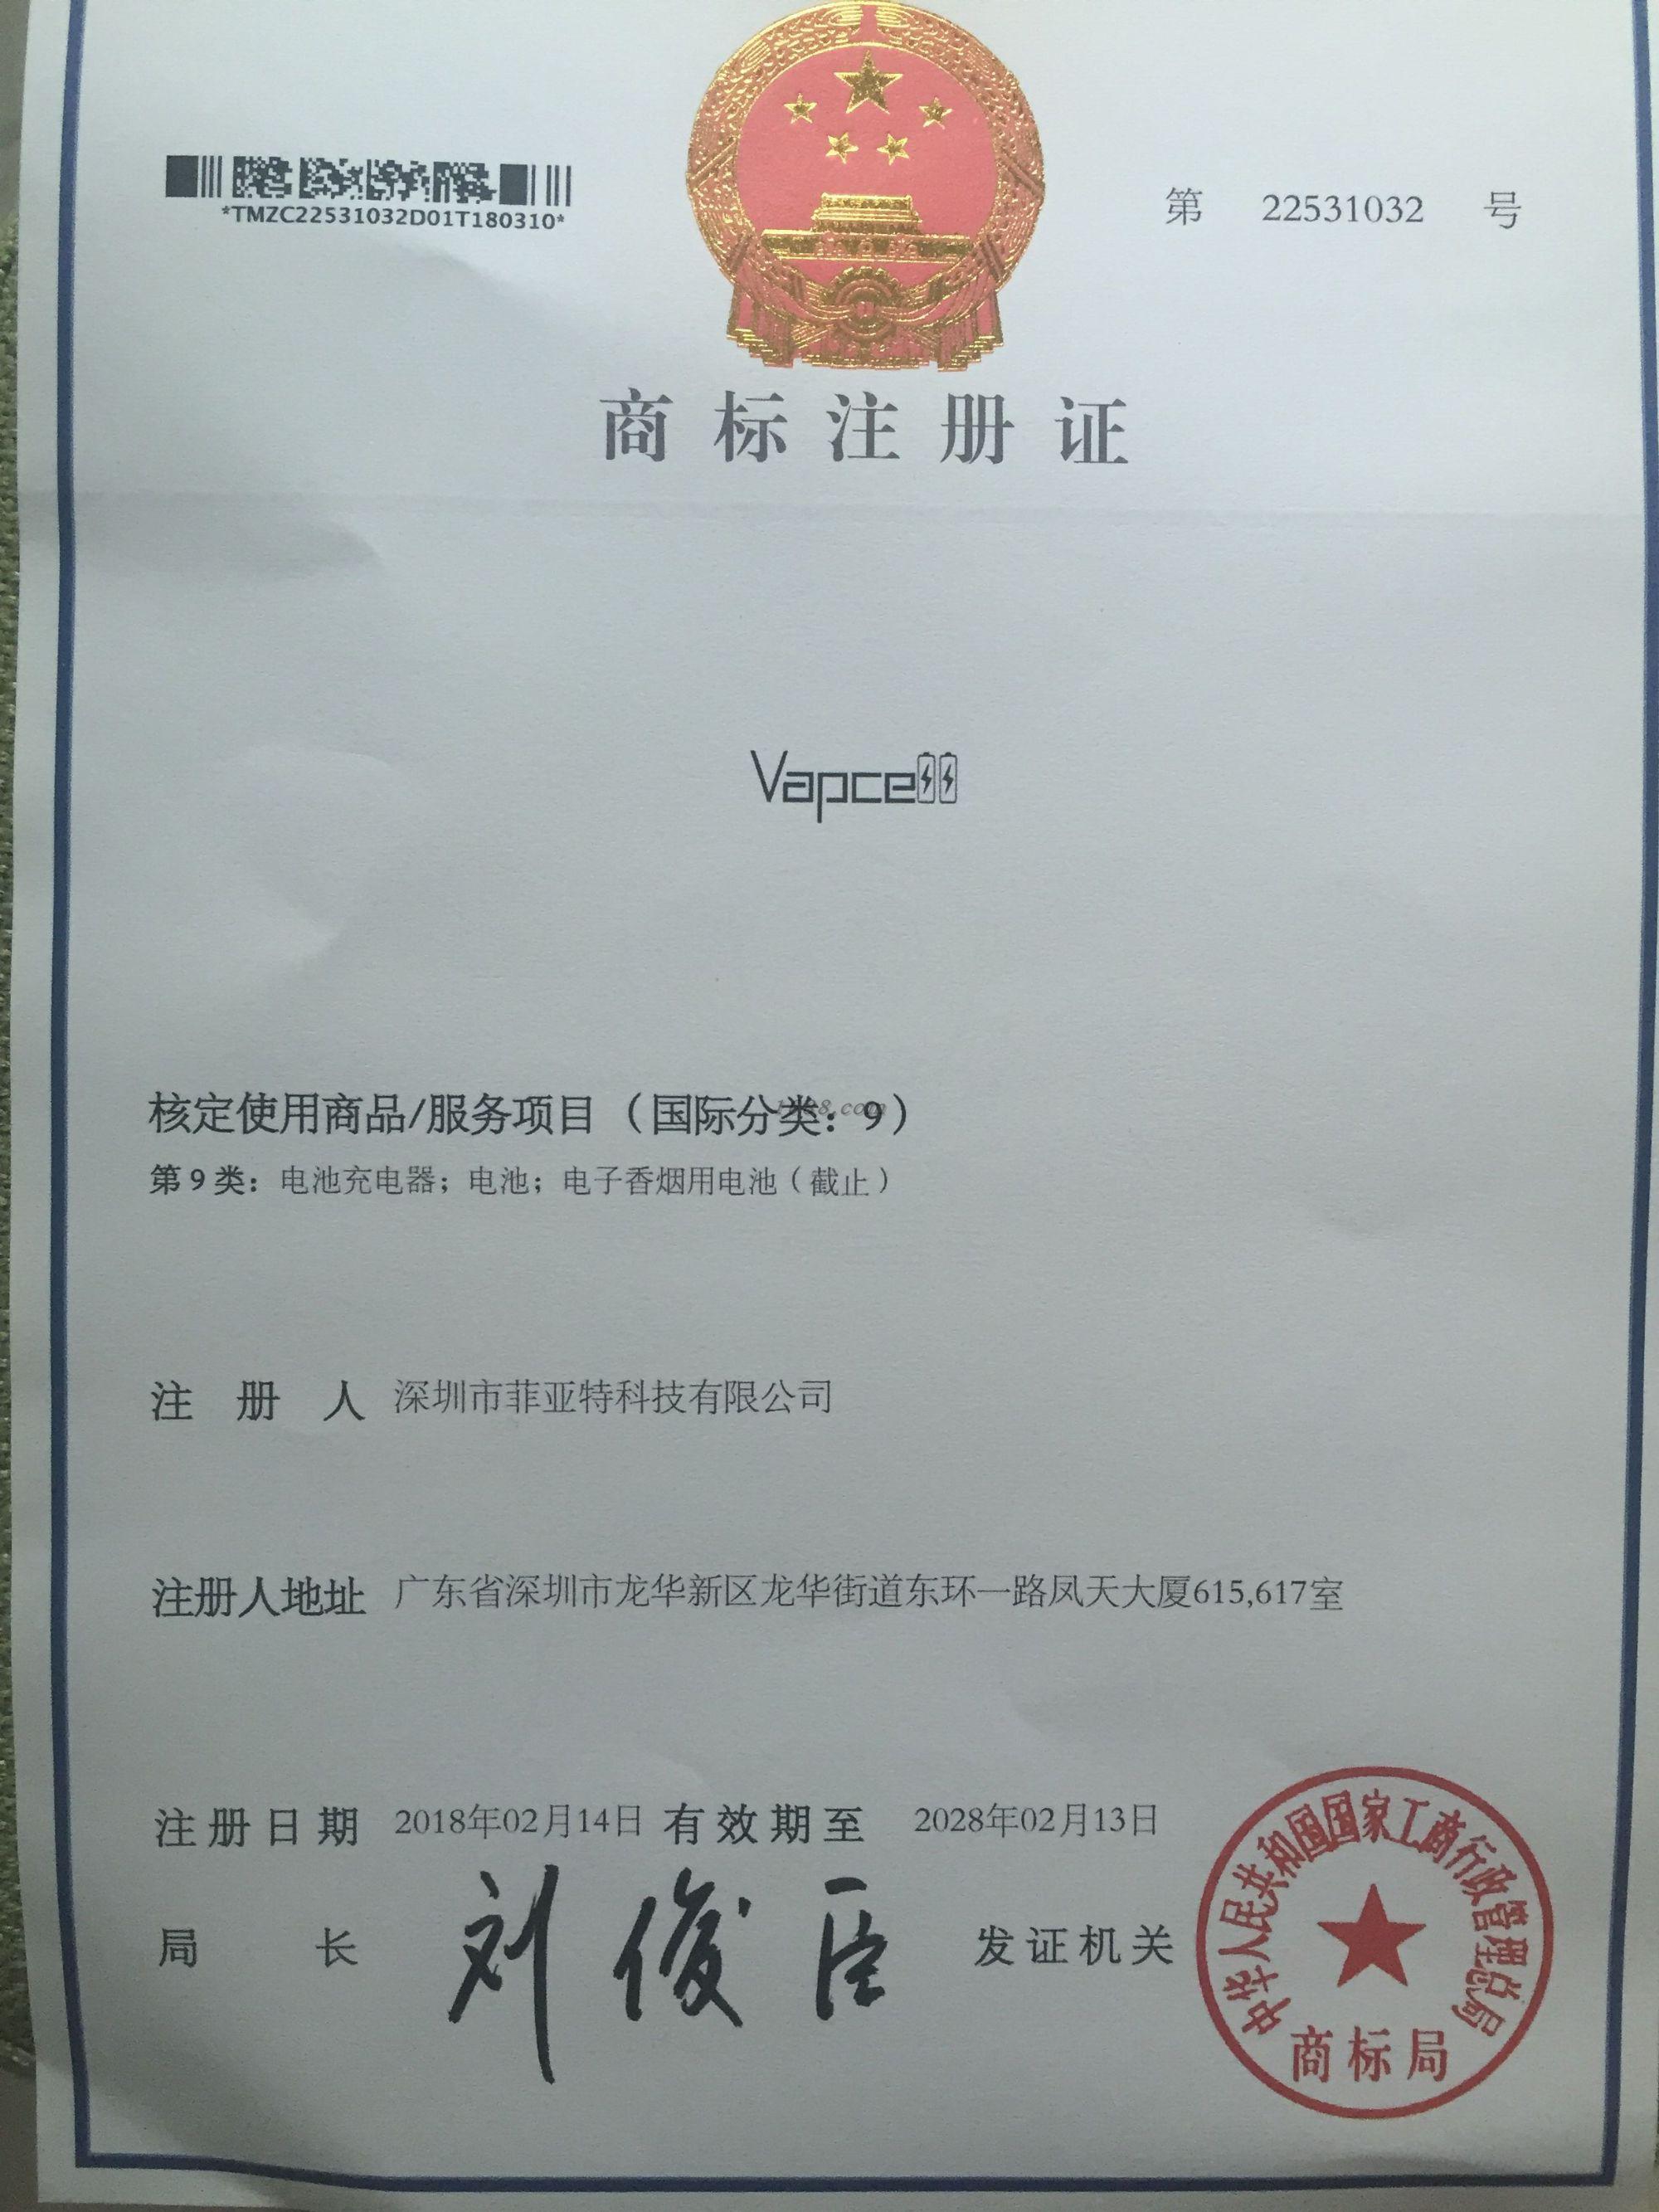 *TMZC22531032D01T180310*
第 22531032 号
商标注册证
Vapcell
核定使用商品/服务项目（国际分类：9）
第9类：电池充电器；电池；电子香烟用电池（截止）
注册人 深圳市菲亚特科技有限公司
注册人地址 广东省深圳市龙华新区龙华街道东环一路凤天大厦615,617室
注册日期 2018年02月14日 有效期至 2028年02月13日
局长 刘俊臣 发证机关
中华人民共和国国家工商行政管理总局
商标局